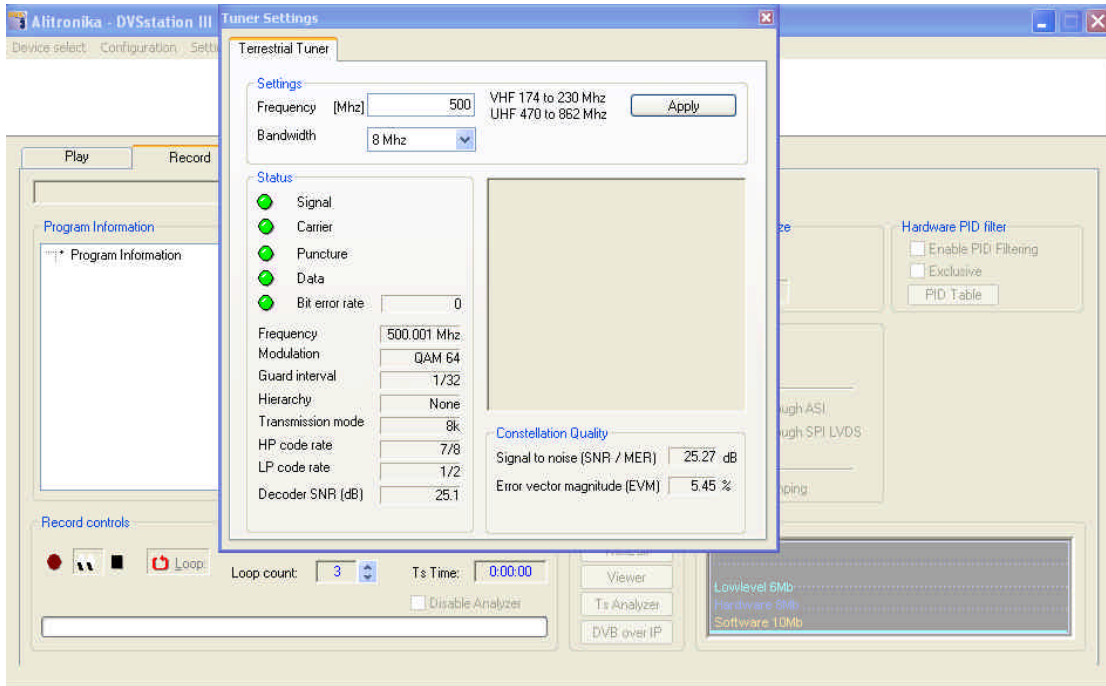 Alitronika - DVSstation III
Tuner Settings
Device select Configuration
Terrestrial Tuner
Settings
Frequency [Mhz] 500
VHF 174 to 230 Mhz
UHF 470 to 862 Mhz
Apply
Bandwidth 8 Mhz
Play Record
Status
Signal
Carrier
Puncture
Data
Bit error rate 0
Frequency 500.001 Mhz
Modulation QAM 64
Guard interval 1/32
Hierarchy None
Transmission mode 8k
HP code rate 7/8
LP code rate 1/2
Decoder SNR (dB) 25.1
Constellation Quality
Signal to noise (SNR / MER) 25.27 dB
Error vector magnitude (EVM) 5.45 %
Program Information
Program Information
Hardware PID filter
Enable PID Filtering
Exclusive
PID Table
ugh ASI
ugh SPI LVDS
Record controls
Loop
Loop count: 3
Ts Time: 0:00:00
Disable Analyzer
Viewer
Ts Analyzer
DVB over IP
Lowlevel 6Mb
Hardware 5Mb
Software 10Mb